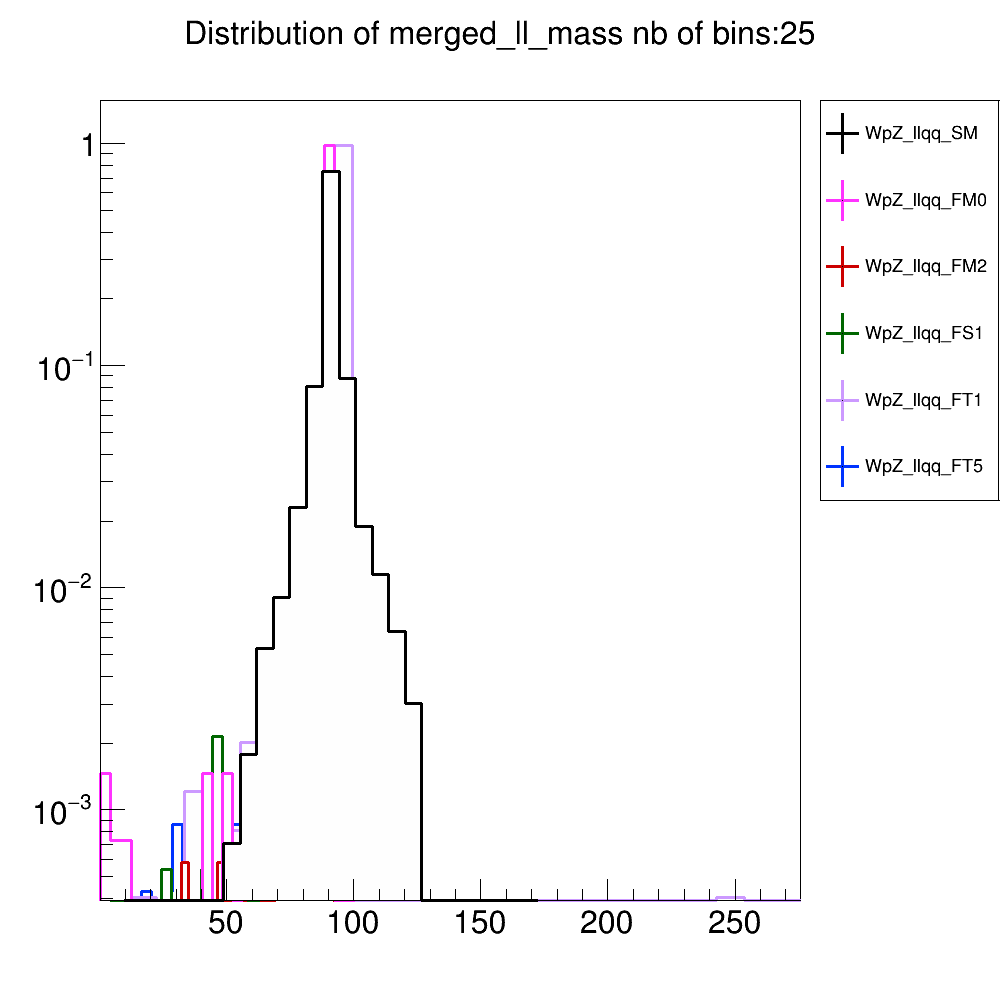 Distribution of merged_ll_mass nb of bins:25
1
10−1
10−2
10−3
50
100
150
200
250
WpZ_llqq_SM
WpZ_llqq_FM0
WpZ_llqq_FM2
WpZ_llqq_FS1
WpZ_llqq_FT1
WpZ_llqq_FT5